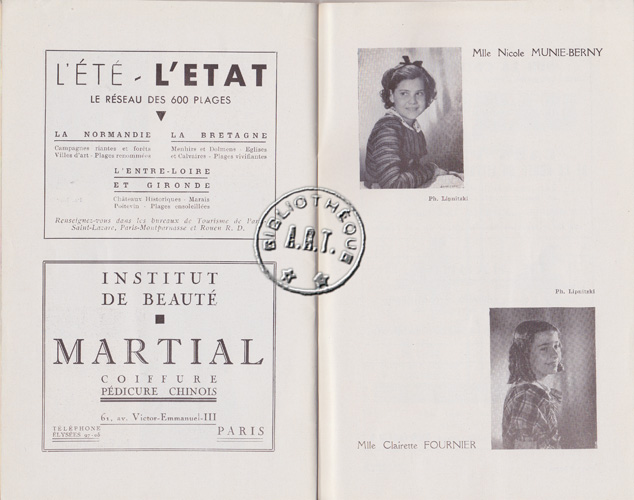 L'ÉTÉ - L'ETAT
LE RÉSEAU DES 600 PLAGES
LA NORMANDIE
Campagnes riantes et forêts
Villes d'art - Plages renommées
LA BRETAGNE
Menhirs et Dolmens - Eglises
et Calvaires - Plages vivifiantes
L'ENTRE-LOIRE
ET GIRONDE
Châteaux Historiques - Marais
Poitevin - Plages ensoleillées
Renseignez-vous dans les bureaux de Tourisme de
Saint-Lazare, Paris-Montparnasse et Rouen R. D.
INSTITUT
DE BEAUTÉ
MARTIAL
COIFFURE
PÉDICURE CHINOIS
61, av. Victor-Emmanuel-III
TÉLÉPHONE
ÉLYSÉES
PARIS
BIBLIOTHÈQUE
A.R.T.
Mlle Nicole MUNIE-BERNY
Ph. Lipnitzki
Ph. Lipnitzki
Mlle Clairette FOURNIER